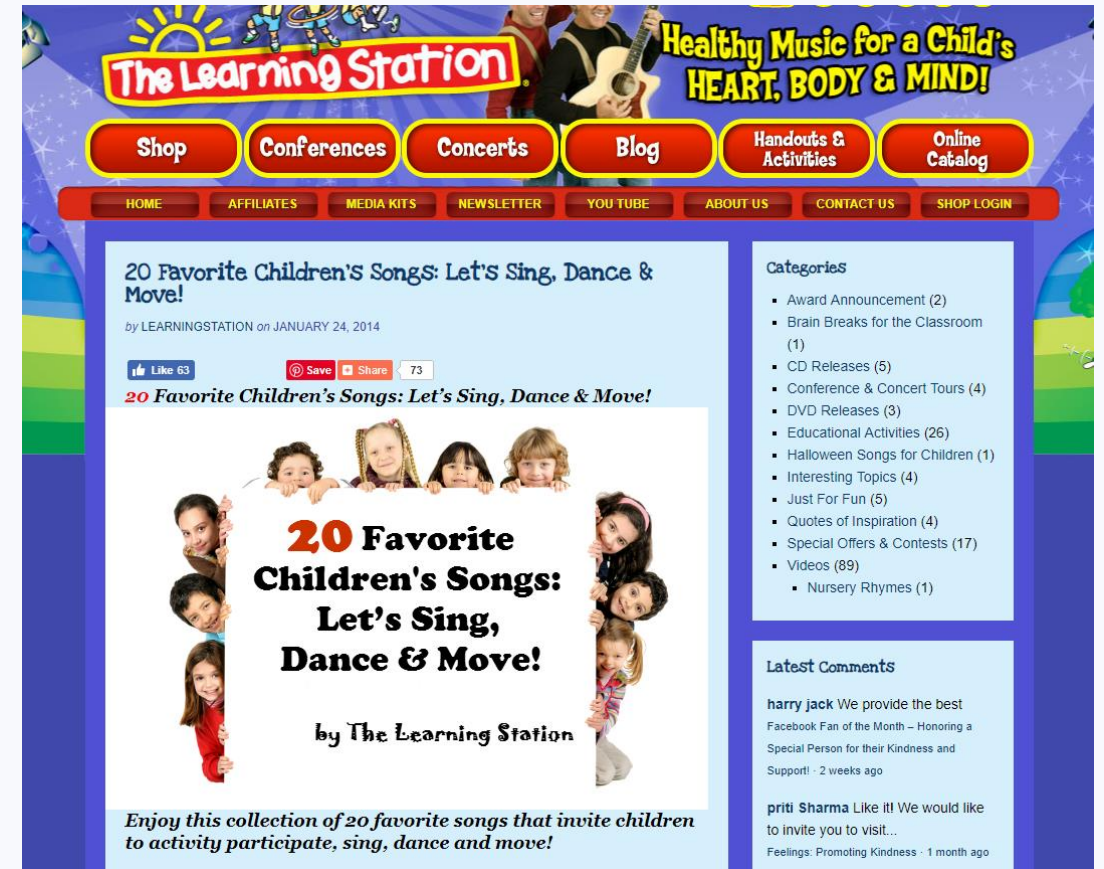 The Learning Station
Healthy Music for a Child's
HEART, BODY & MIND!
Shop
Conferences
Concerts
Blog
Handouts &
Activities
Online
Catalog
HOME
AFFILIATES
MEDIA KITS
NEWSLETTER
YOU TUBE
ABOUT US
CONTACT US
SHOP LOGIN
20 Favorite Children's Songs: Let's Sing, Dance &
Move!
by LEARNINGSTATION on JANUARY 24, 2014
Like 63
Save
Share
73
20 Favorite Children's Songs: Let's Sing, Dance & Move!
20 Favorite
Children's Songs:
Let's Sing,
Dance & Move!
by The Learning Station
Enjoy this collection of 20 favorite songs that invite children
to activity participate, sing, dance and move!
Categories
Award Announcement (2)
Brain Breaks for the Classroom
(1)
CD Releases (5)
Conference & Concert Tours (4)
DVD Releases (3)
Educational Activities (26)
Halloween Songs for Children (1)
Interesting Topics (4)
Just For Fun (5)
Quotes of Inspiration (4)
Special Offers & Contests (17)
Videos (89)
Nursery Rhymes (1)
Latest Comments
harry jack We provide the best
Facebook Fan of the Month – Honoring a
Special Person for their Kindness and
Support! · 2 weeks ago
priti Sharma Like it! We would like
to invite you to visit...
Feelings: Promoting Kindness · 1 month ago